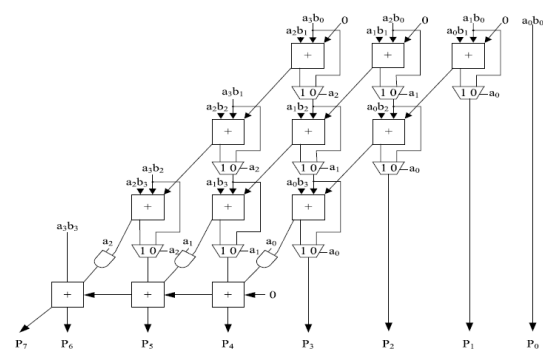 a₃b₀ 0 a₂b₀ 0 a₁b₀ 0 a₀b₀
a₂b₁ a₁b₁ a₀b₁
+ + +
1 0 a₂ 1 0 a₁ 1 0 a₀
a₃b₁
a₂b₂ a₁b₂ a₀b₂
+ + +
1 0 a₂ 1 0 a₁ 1 0 a₀
a₃b₂
a₂b₃ a₁b₃ a₀b₃
+ + +
a₃b₃ a₂ a₁ a₀
1 0 a₂ 1 0 a₁ 1 0 a₀
+ + + 0
P₇ P₆ P₅ P₄ P₃ P₂ P₁ P₀